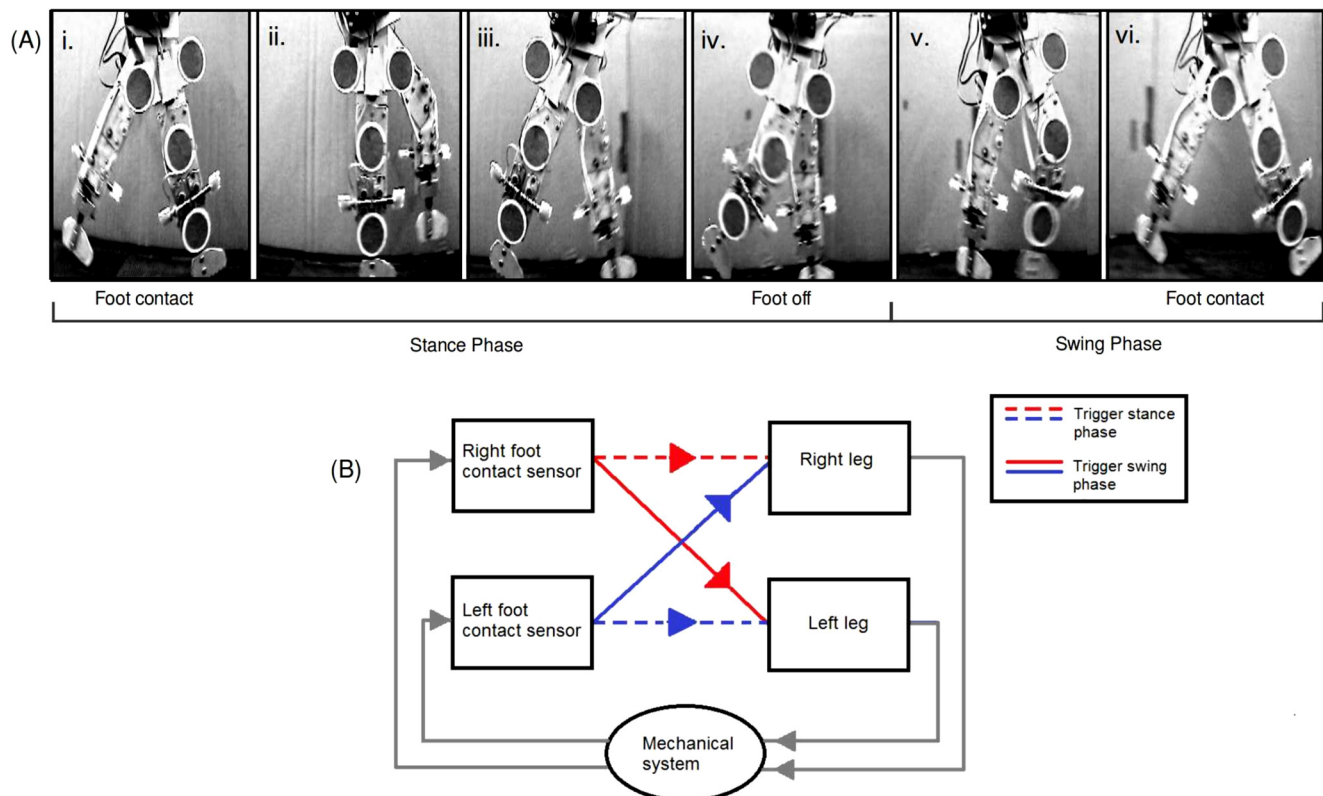 (A) i. ii. iii. iv. v. vi.
Foot contact Foot off Foot contact
Stance Phase Swing Phase
(B)
Right foot
contact sensor
Right leg
Trigger stance
phase
Trigger swing
phase
Left foot
contact sensor
Left leg
Mechanical
system